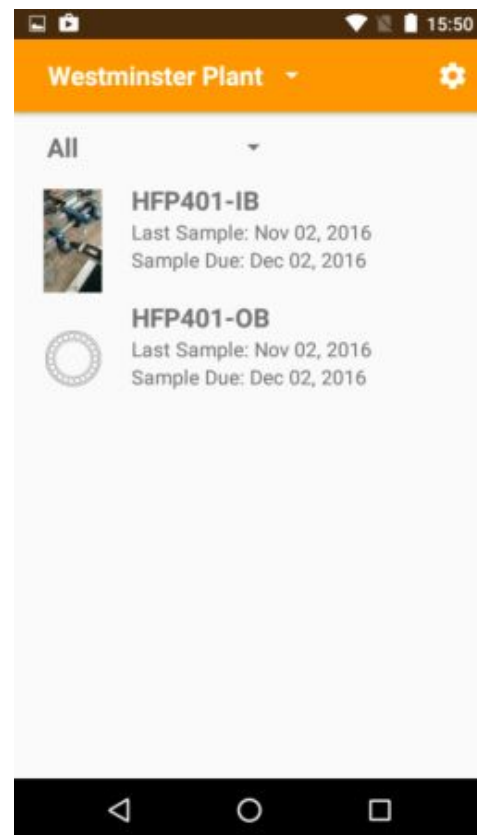 15:50
Westminster Plant
All
HFP401-IB
Last Sample: Nov 02, 2016
Sample Due: Dec 02, 2016
HFP401-OB
Last Sample: Nov 02, 2016
Sample Due: Dec 02, 2016